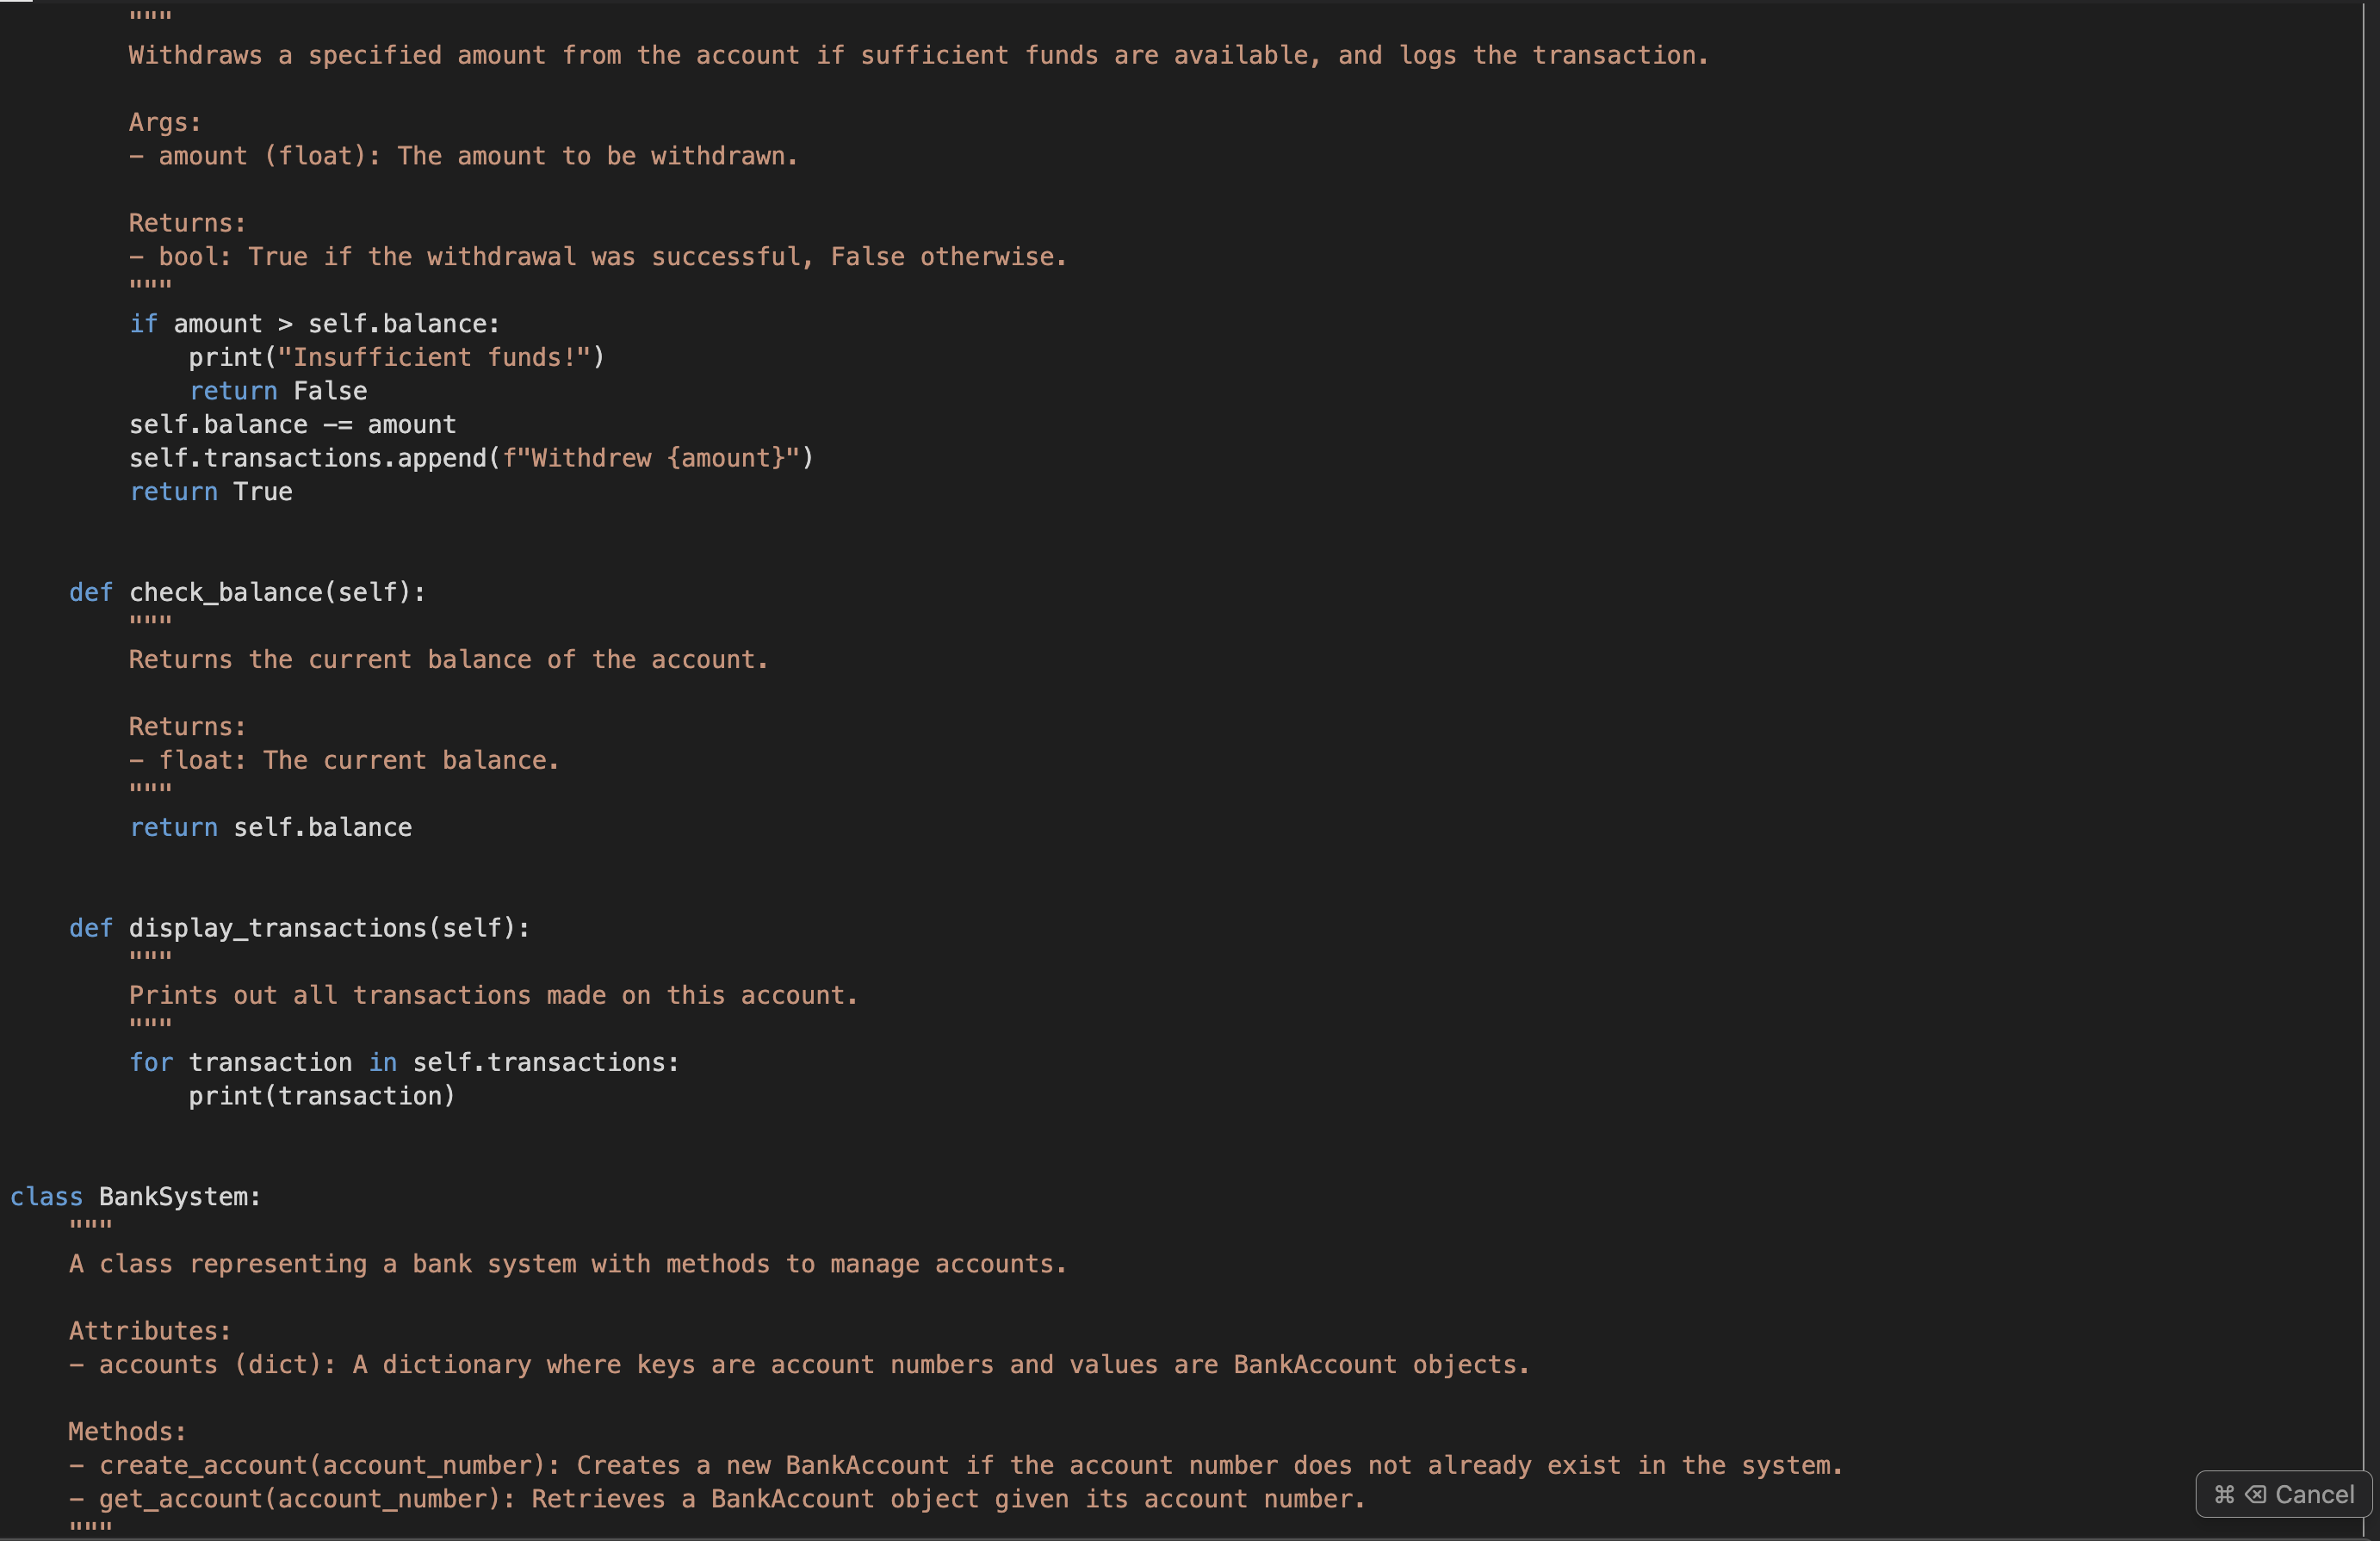 """
Withdraws a specified amount from the account if sufficient funds are available, and logs the transaction.
Args:
- amount (float): The amount to be withdrawn.
Returns:
- bool: True if the withdrawal was successful, False otherwise.
"""
if amount > self.balance:
print("Insufficient funds!")
return False
self.balance -= amount
self.transactions.append(f"Withdrew {amount}")
return True
def check_balance(self):
"""
Returns the current balance of the account.
Returns:
- float: The current balance.
"""
return self.balance
def display_transactions(self):
"""
Prints out all transactions made on this account.
"""
for transaction in self.transactions:
print(transaction)
class BankSystem:
"""
A class representing a bank system with methods to manage accounts.
Attributes:
- accounts (dict): A dictionary where keys are account numbers and values are BankAccount objects.
Methods:
- create_account(account_number): Creates a new BankAccount if the account number does not already exist in the system.
- get_account(account_number): Retrieves a BankAccount object given its account number.
"""
⌘ ⌫ Cancel